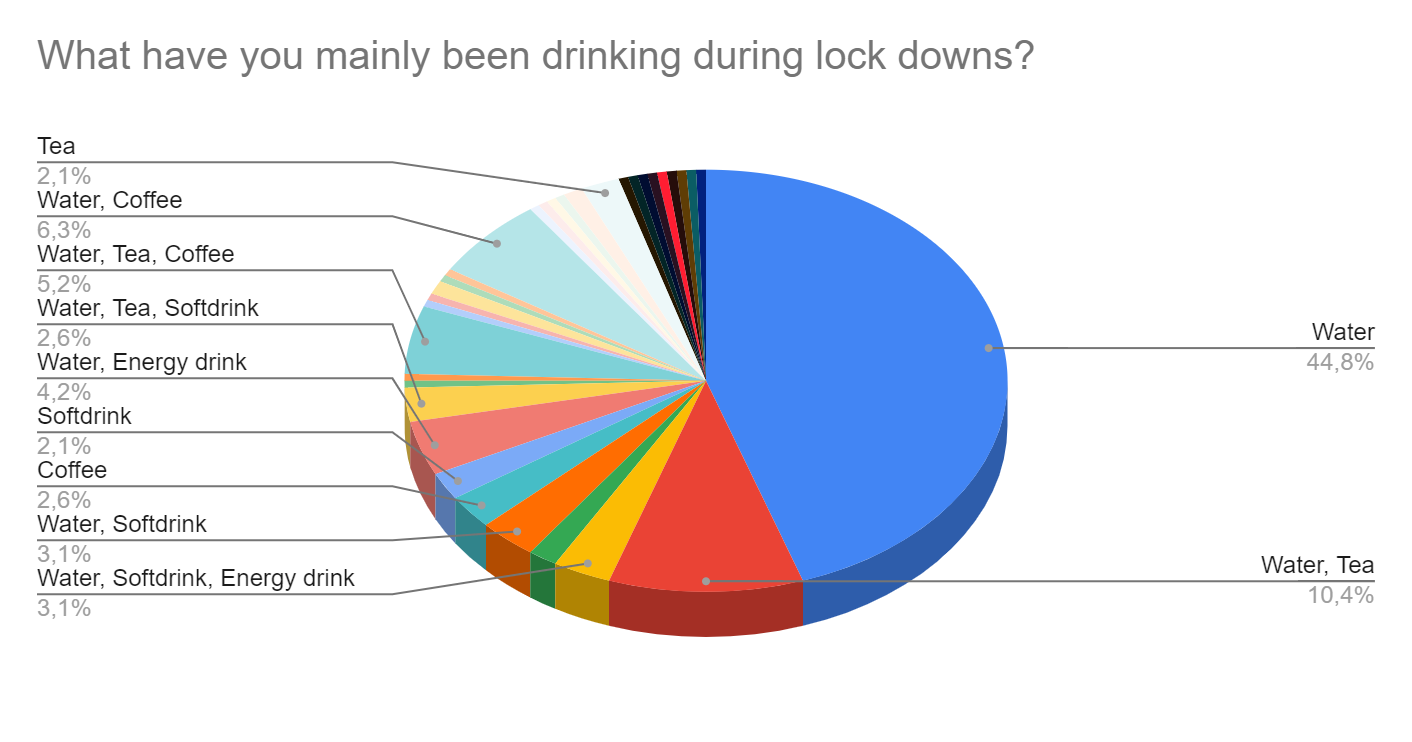 What have you mainly been drinking during lock downs?
Tea
2,1%
Water, Coffee
6,3%
Water, Tea, Coffee
5,2%
Water, Tea, Softdrink
2,6%
Water, Energy drink
4,2%
Softdrink
2,1%
Coffee
2,6%
Water, Softdrink
3,1%
Water, Softdrink, Energy drink
3,1%
Water
44,8%
Water, Tea
10,4%